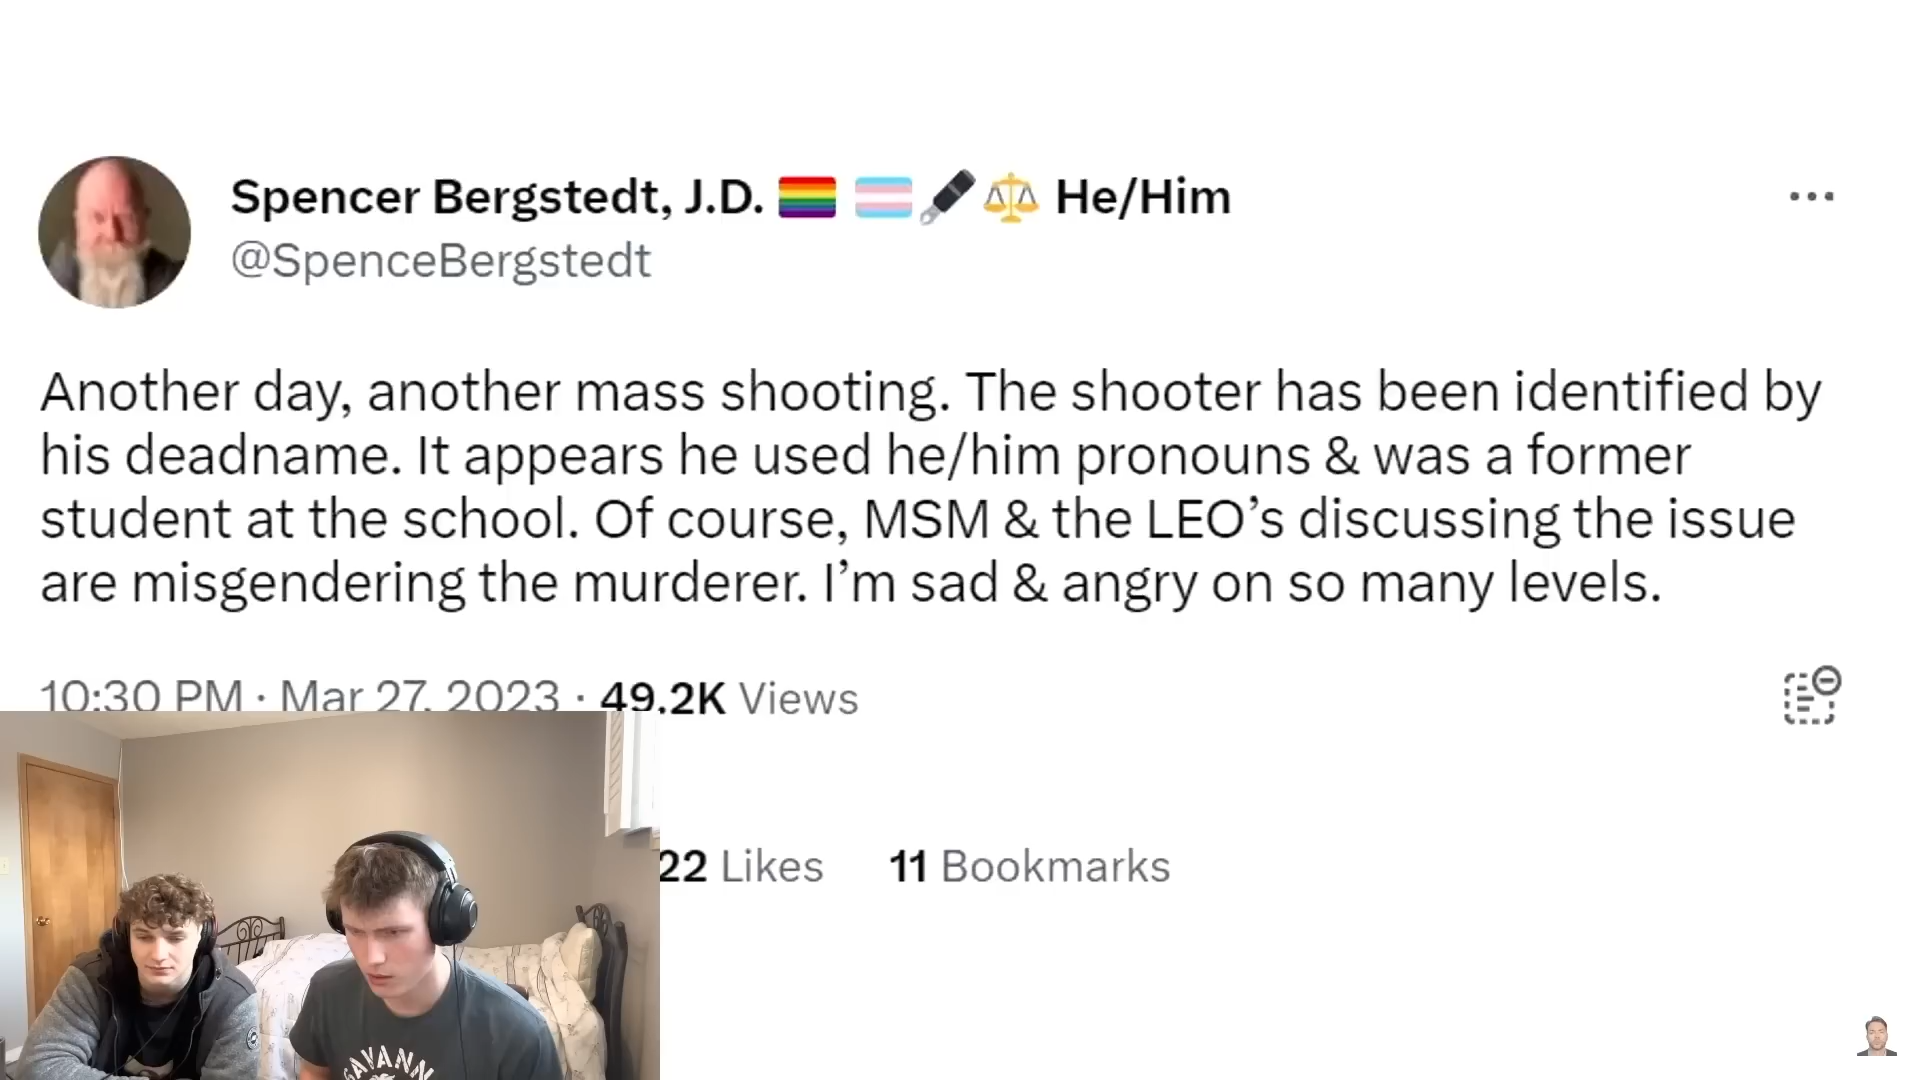 Spencer Bergstedt, J.D. 🏳️‍🌈 🏳️‍⚧️ 🖋️ ⚖️ He/Him
@SpenceBergstedt
Another day, another mass shooting. The shooter has been identified by
his deadname. It appears he used he/him pronouns & was a former
student at the school. Of course, MSM & the LEO’s discussing the issue
are misgendering the murderer. I’m sad & angry on so many levels.
10:30 PM · Mar 27, 2023 · 49.2K Views
22 Likes 11 Bookmarks